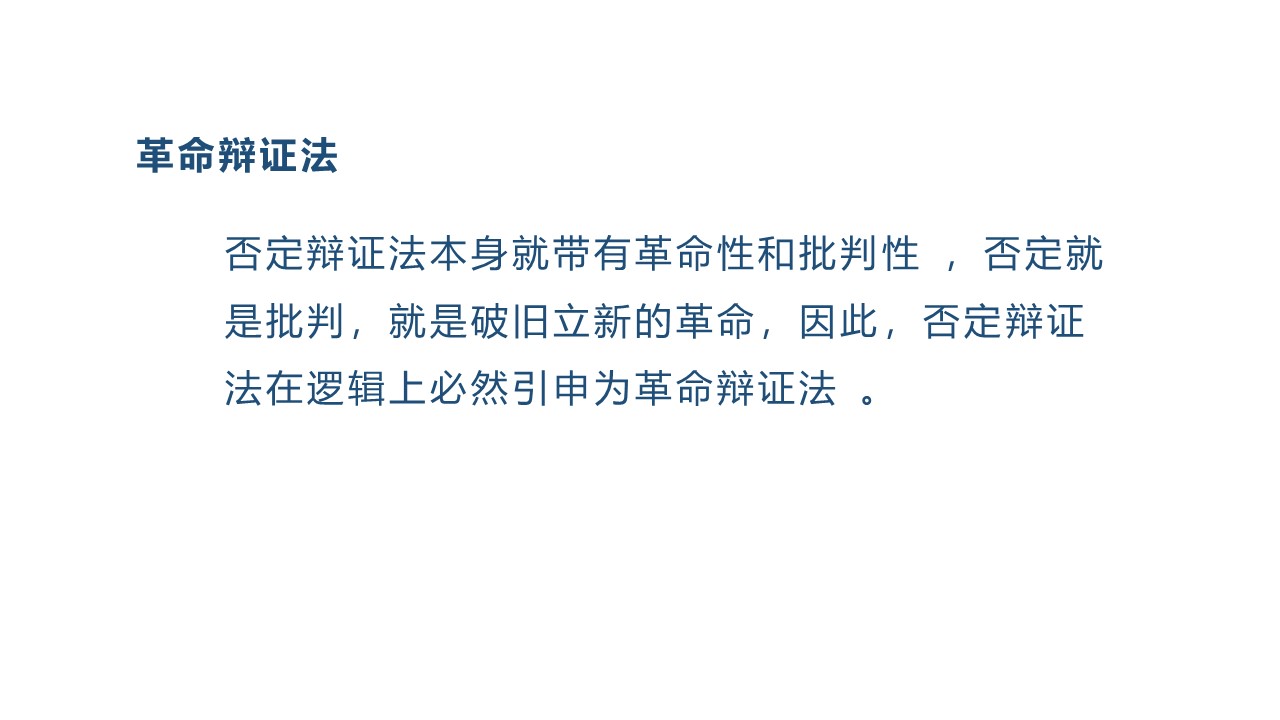 革命辩证法
否定辩证法本身就带有革命性和批判性 ，否定就
是批判，就是破旧立新的革命，因此，否定辩证
法在逻辑上必然引申为革命辩证法 。